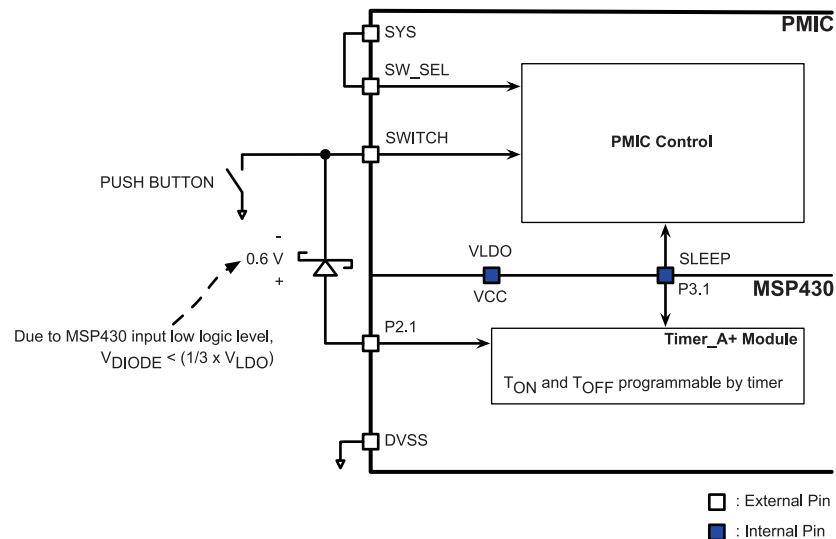 SYS
PMIC
SW_SEL
PMIC Control
SWITCH
PUSH BUTTON
-
0.6 V
+
VLDO
SLEEP
VCC
P3.1
MSP430
Due to MSP430 input low logic level,
VDIODE < (1/3 x VLDO)
P2.1
Timer_A+ Module
TON and TOFF programmable by timer
DVSS
: External Pin
: Internal Pin